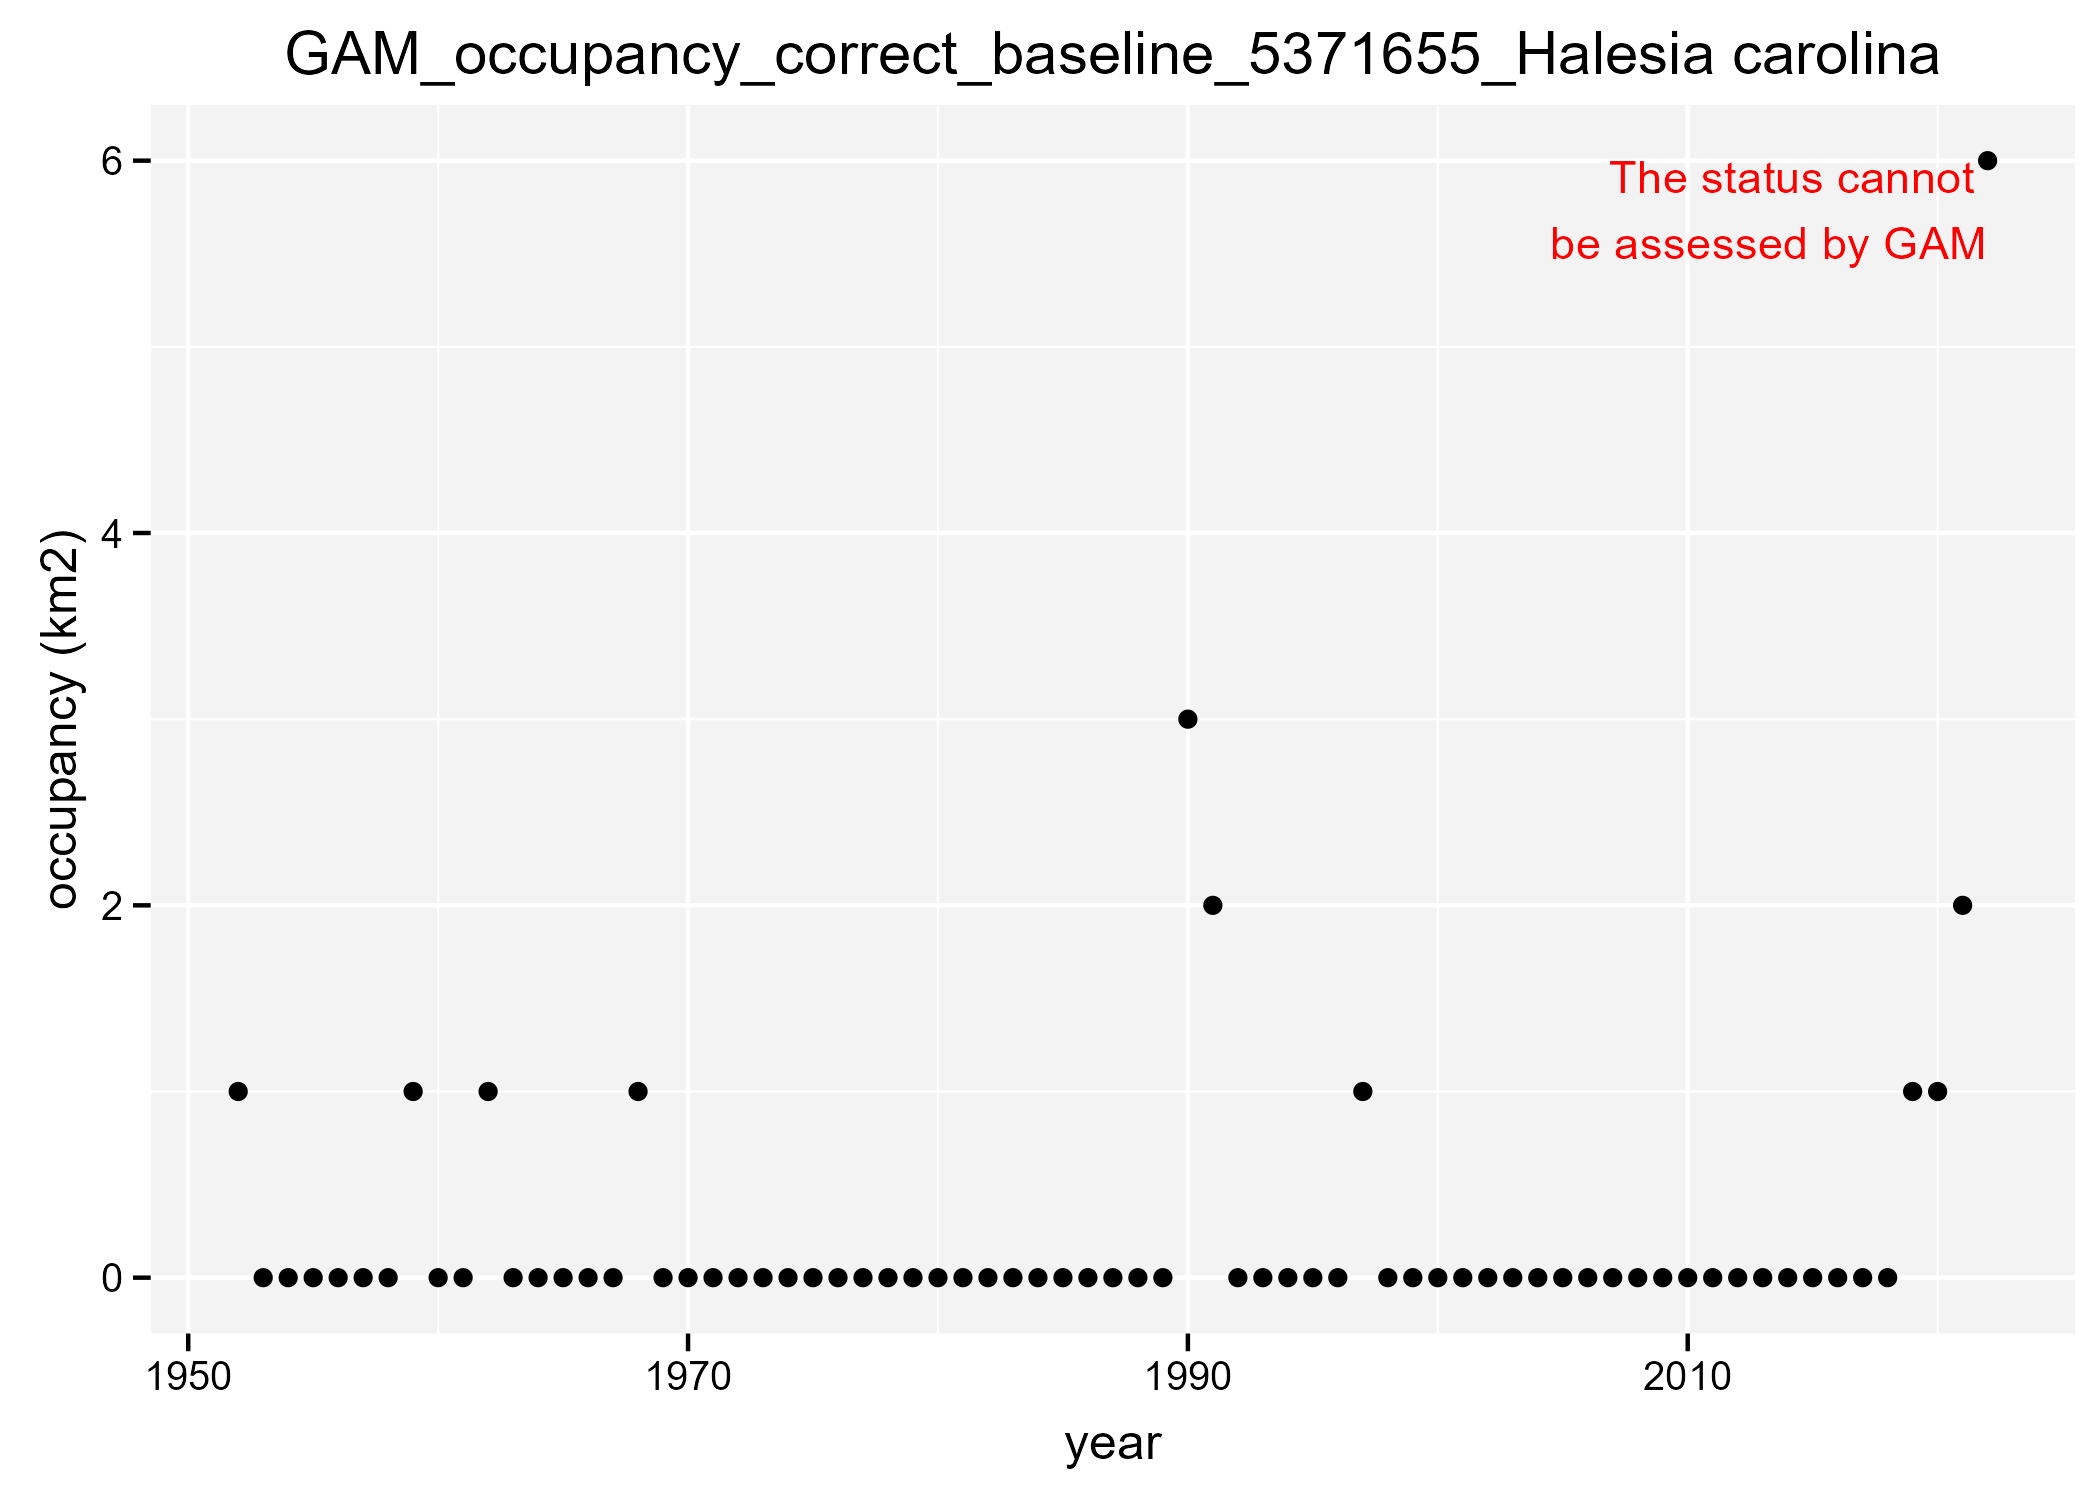 GAM_occupancy_correct_baseline_5371655_Halesia carolina
6
The status cannot
be assessed by GAM
4
occupancy (km2)
2
0
1950
1970
1990
2010
year